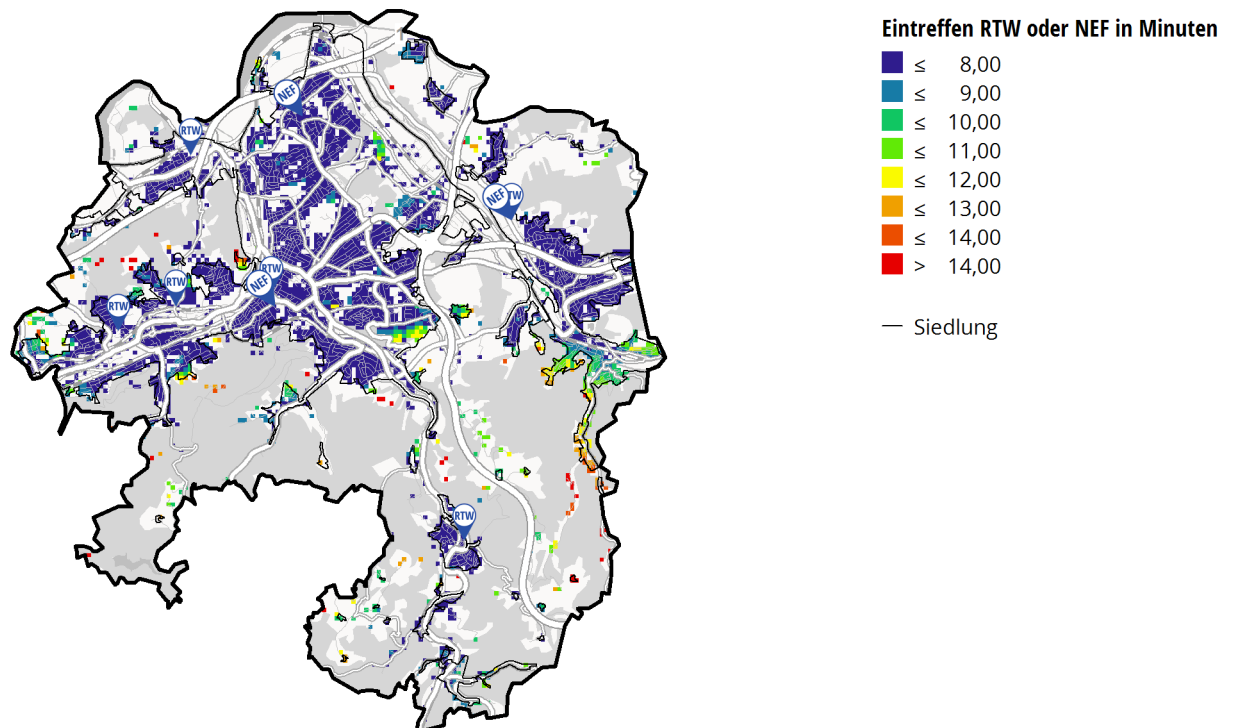 Eintreffen RTW oder NEF in Minuten
≤ 8,00
≤ 9,00
≤ 10,00
≤ 11,00
≤ 12,00
≤ 13,00
≤ 14,00
> 14,00
Siedlung
NEF
RTW
NEF TW
RTW
NEF
RTW
RTW
RTW